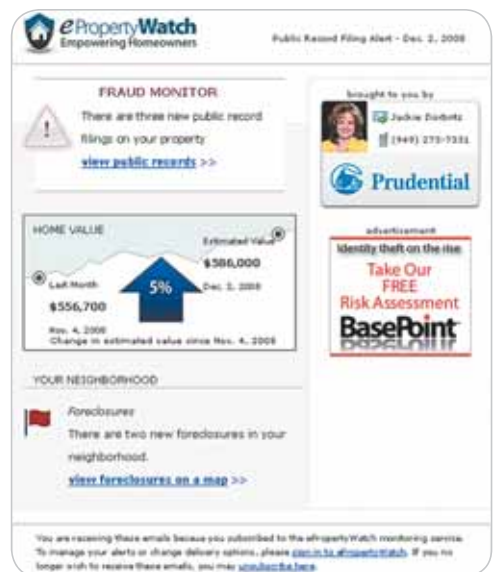 ePropertyWatch
Empowering Homeowners
Public Record Filing Alert - Dec. 2, 2008
FRAUD MONITOR
There are three new public record
filings on your property
view public records >>
brought to you by
Jackie
(949)
Prudential
HOME VALUE
Estimated Value
$586,000
Dec. 2, 2008
5%
Last Month
$556,700
Nov. 4, 2008
Change in estimated value since Nov. 4, 2008
advertisement
Identity theft on the rise
Take Our
FREE
Risk Assessment
BasePoint
YOUR NEIGHBORHOOD
Foreclosures
There are two new foreclosures in your
neighborhood.
view foreclosures on a map >>
You are receiving these emails because you subscribed to the ePropertyWatch monitoring service.
To manage your alerts or change delivery options, please sign in to ePropertyWatch. If you no
longer wish to receive these emails, you may unsubscribe here.